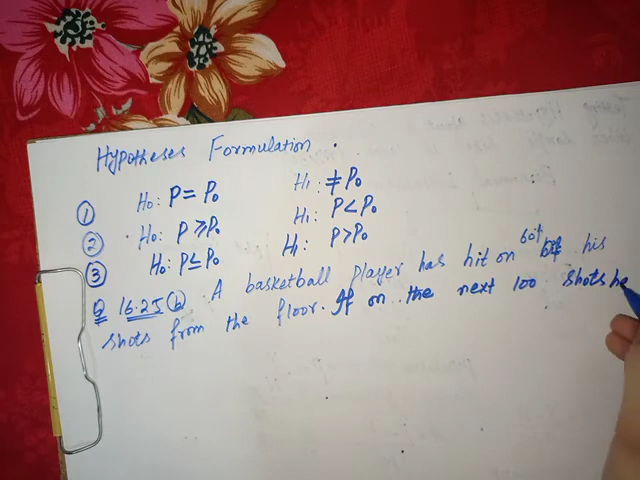 Hypotheses Formulation.
① H₀: P = P₀ H₁: ≠ P₀
② H₀: P ≥ P₀ H₁: P < P₀
③ H₀: P ≤ P₀ H₁: P > P₀
Q 16.25 (b) A basketball player has hit on 60% of his
shots from the floor. If on the next 100 shots he